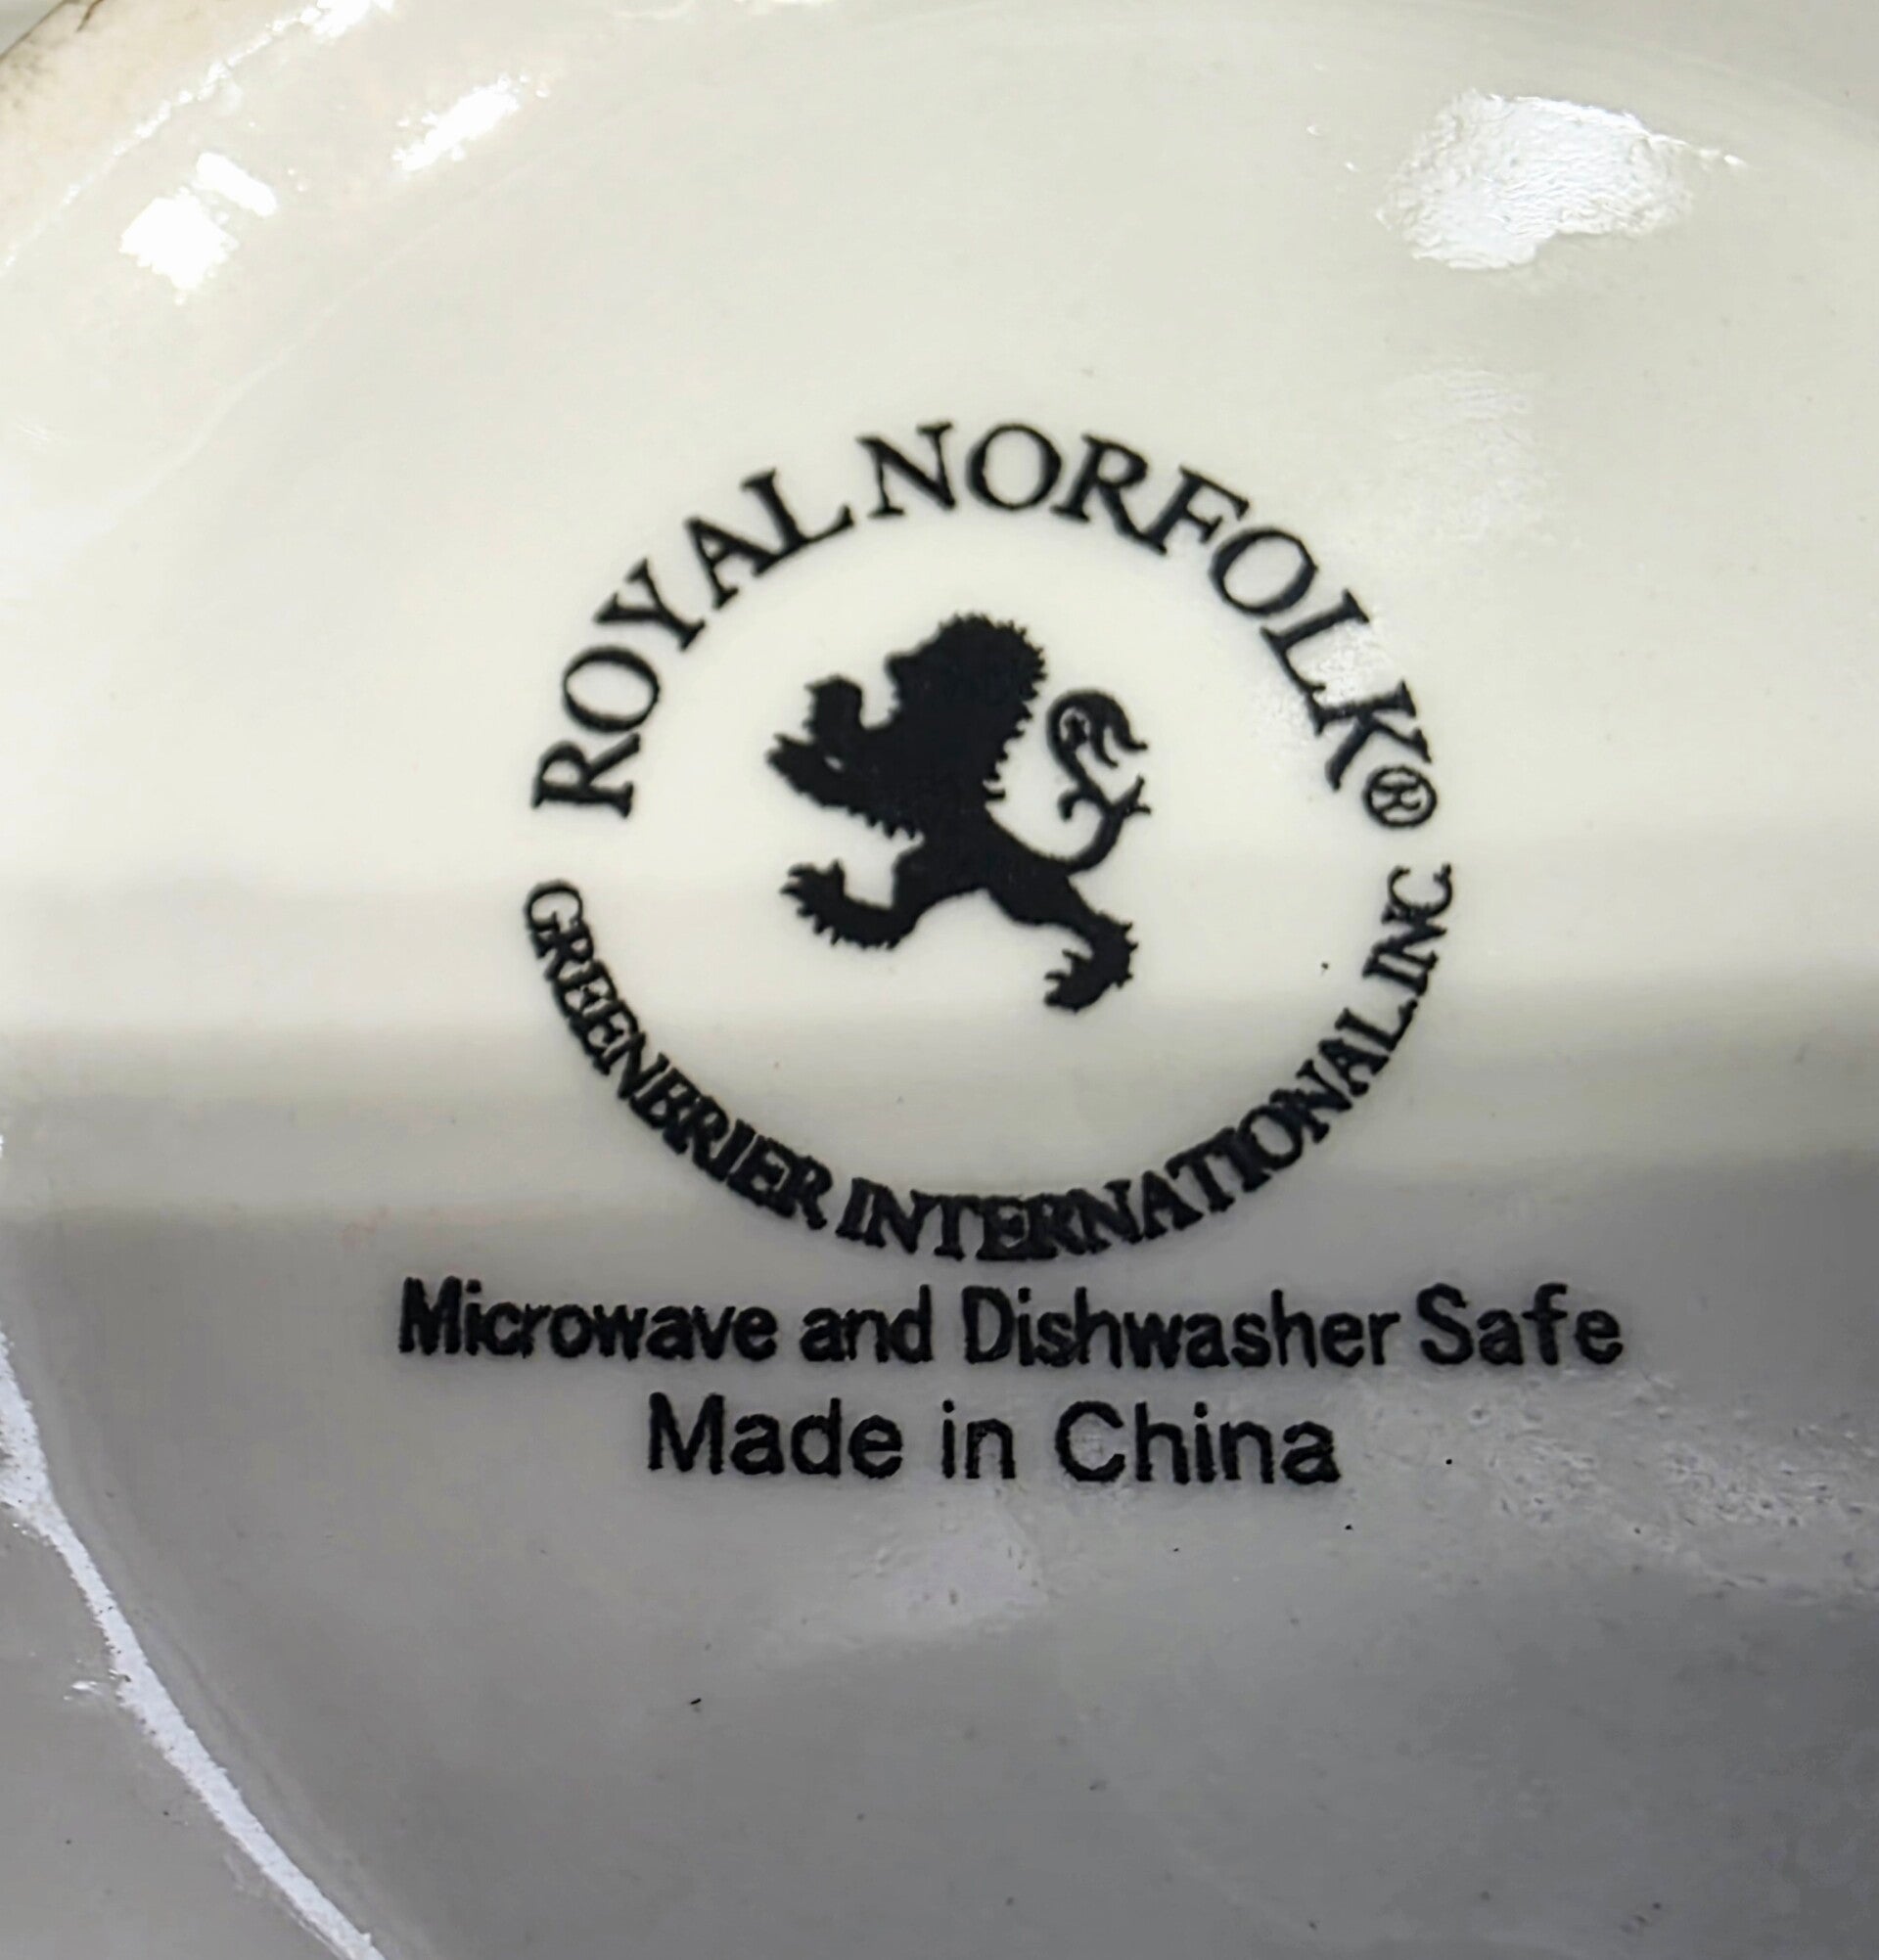 ROYAL NORFOLK®
GREENBRIER INTERNATIONAL.INC
Microwave and Dishwasher Safe
Made in China